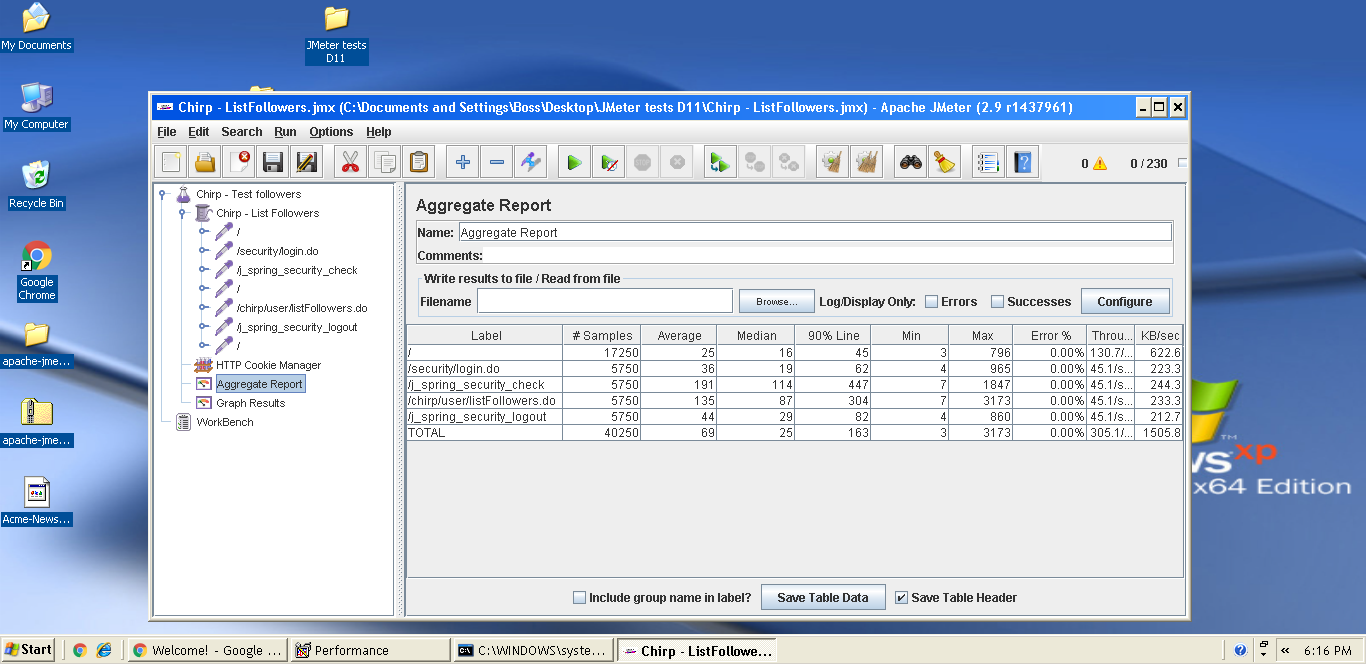 My Documents
JMeter tests
D11
My Computer
Recycle Bin
Google
Chrome
apache-jme...
apache-jme...
Acme-News...
Chirp - ListFollowers.jmx (C:\Documents and Settings\Boss\Desktop\JMeter tests D11\Chirp - ListFollowers.jmx) - Apache JMeter (2.9 r1437961)
File Edit Search Run Options Help
0 0 / 230
Chirp - Test followers
Chirp - List Followers
/
/security/login.do
/j_spring_security_check
/
/chirp/user/listFollowers.do
/j_spring_security_logout
/
HTTP Cookie Manager
Aggregate Report
Graph Results
WorkBench
Aggregate Report
Name: Aggregate Report
Comments:
Write results to file / Read from file
Filename Browse... Log/Display Only: Errors Successes Configure
Label # Samples Average Median 90% Line Min Max Error % Throu... KB/sec
/ 17250 25 16 45 3 796 0.00% 130.7/... 622.6
/security/login.do 5750 36 19 62 4 965 0.00% 45.1/s... 223.3
/j_spring_security_check 5750 191 114 447 7 1847 0.00% 45.1/s... 244.3
/chirp/user/listFollowers.do 5750 135 87 304 7 3173 0.00% 45.1/s... 233.3
/j_spring_security_logout 5750 44 29 82 4 860 0.00% 45.1/s... 212.7
TOTAL 40250 69 25 163 3 3173 0.00% 305.1/... 1505.8
Include group name in label? Save Table Data Save Table Header
ws xp
TM
x64 Edition
Start Welcome! - Google ... Performance C:\WINDOWS\syste... Chirp - ListFollowe... « 6:16 PM